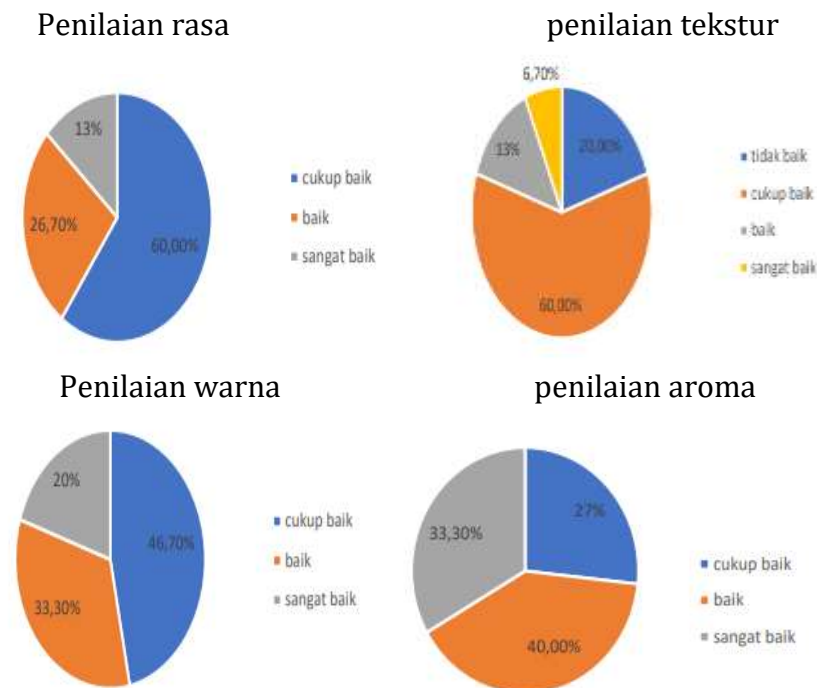 Penilaian rasa
13%
26,70%
60,00%
cukup baik
baik
sangat baik
penilaian tekstur
6,70%
13%
20,00%
60,00%
tidak baik
cukup baik
baik
sangat baik
Penilaian warna
20%
46,70%
33,30%
cukup baik
baik
sangat baik
penilaian aroma
33,30%
27%
40,00%
cukup baik
baik
sangat baik